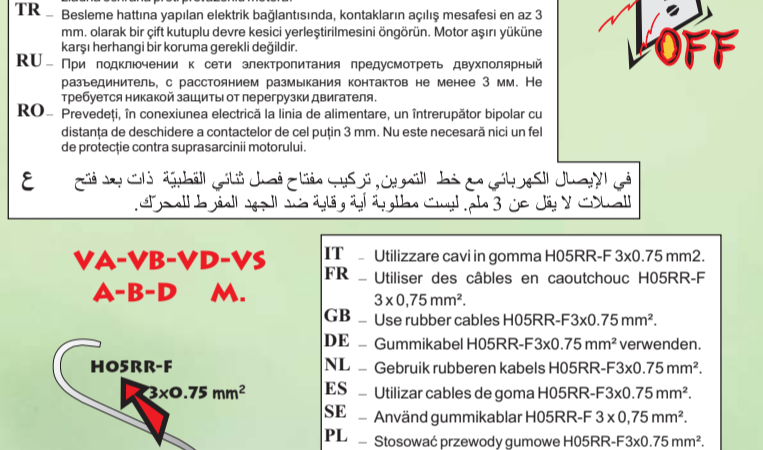 TR – Besleme hattına yapılan elektrik bağlantısında, kontakların açılış mesafesi en az 3
mm. olarak bir çift kutuplu devre kesici yerleştirilmesini öngörün. Motor aşırı yüküne
karşı herhangi bir koruma gerekli değildir.
RU – При подключении к сети электропитания предусмотреть двухполярный
разъединитель, с расстоянием размыкания контактов не менее 3 мм. Не
требуется никакой защиты от перегрузки двигателя.
RO – Prevedeţi, în conexiunea electrică la linia de alimentare, un întrerupător bipolar cu
distanţa de deschidere a contactelor de cel puţin 3 mm. Nu este necesară nici un fel
de protecţie contra suprasarcinii motorului.
OFF
ع في الإيصال الكهربائي مع خط التموين, تركيب مفتاح فصل ثنائي القطبيّة ذات بعد فتح
للصلات لا يقل عن 3 ملم. ليست مطلوبة أية وقاية ضد الجهد المفرط للمحرّك.
VA-VB-VD-VS
A-B-D M.
HO5RR-F
3x0.75 mm²
IT – Utilizzare cavi in gomma H05RR-F 3x0.75 mm2.
FR – Utiliser des câbles en caoutchouc H05RR-F
3 x 0,75 mm².
GB – Use rubber cables H05RR-F3x0.75 mm².
DE – Gummikabel H05RR-F3x0.75 mm² verwenden.
NL – Gebruik rubberen kabels H05RR-F3x0.75 mm².
ES – Utilizar cables de goma H05RR-F3x0.75 mm².
SE – Använd gummikablar H05RR-F 3 x 0,75 mm².
PL – Stosować przewody gumowe H05RR-F3x0.75 mm².